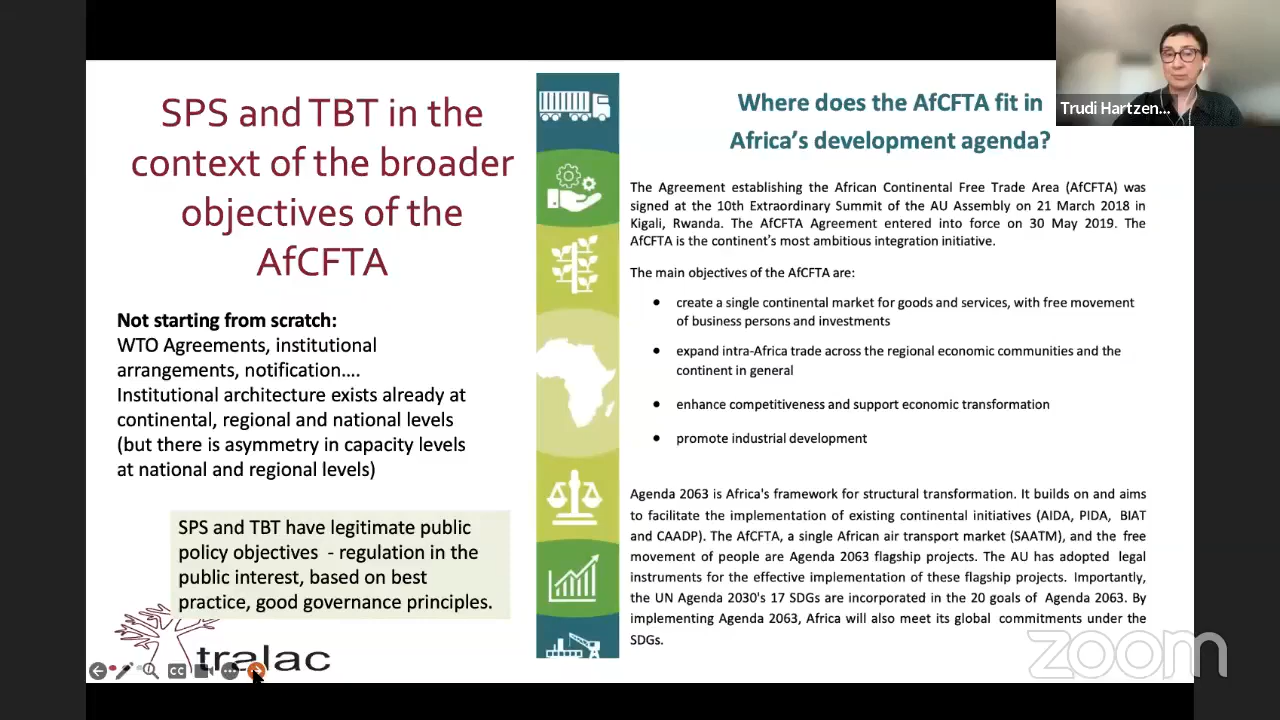 SPS and TBT in the
context of the broader
objectives of the
AfCFTA
Not starting from scratch:
WTO Agreements, institutional
arrangements, notification....
Institutional architecture exists already at
continental, regional and national levels
(but there is asymmetry in capacity levels
at national and regional levels)
SPS and TBT have legitimate public
policy objectives - regulation in the
public interest, based on best
practice, good governance principles.
tralac
CC
Where does the AfCFTA fit in
Africa's development agenda?
The Agreement establishing the African Continental Free Trade Area (AfCFTA) was
signed at the 10th Extraordinary Summit of the AU Assembly on 21 March 2018 in
Kigali, Rwanda. The AfCFTA Agreement entered into force on 30 May 2019. The
AfCFTA is the continent's most ambitious integration initiative.
The main objectives of the AfCFTA are:
• create a single continental market for goods and services, with free movement
of business persons and investments
• expand intra-Africa trade across the regional economic communities and the
continent in general
• enhance competitiveness and support economic transformation
• promote industrial development
Agenda 2063 is Africa's framework for structural transformation. It builds on and aims
to facilitate the implementation of existing continental initiatives (AIDA, PIDA, BIAT
and CAADP). The AfCFTA, a single African air transport market (SAATM), and the free
movement of people are Agenda 2063 flagship projects. The AU has adopted legal
instruments for the effective implementation of these flagship projects. Importantly,
the UN Agenda 2030's 17 SDGs are incorporated in the 20 goals of Agenda 2063. By
implementing Agenda 2063, Africa will also meet its global commitments under the
SDGs.
Trudi Hartzen...
zoom